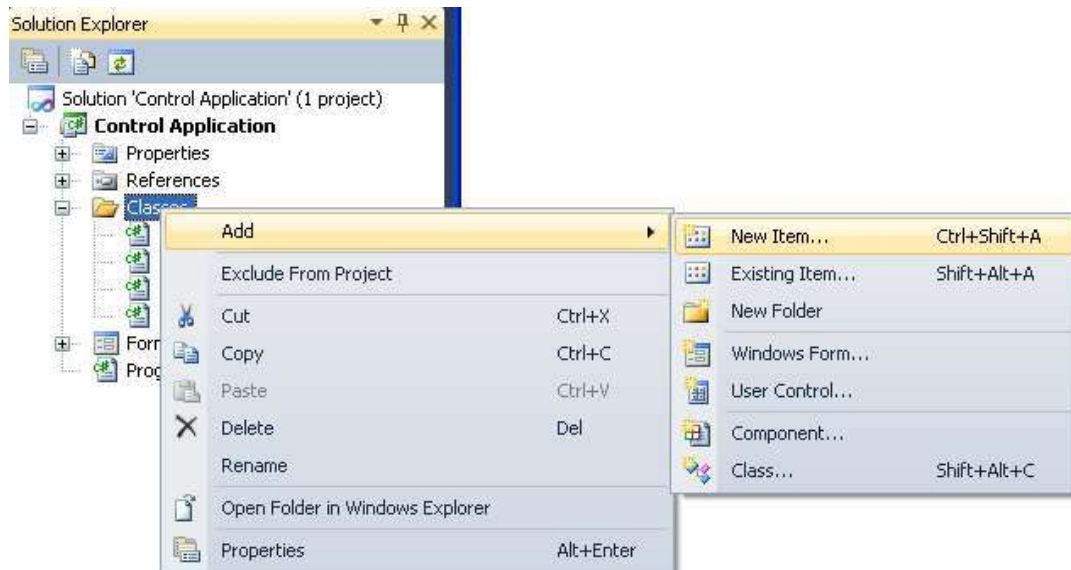 Solution Explorer
Solution 'Control Application' (1 project)
Control Application
Properties
References
Add
Exclude From Project
Cut Ctrl+X
Copy Ctrl+C
Paste Ctrl+V
Delete Del
Rename
Open Folder in Windows Explorer
Properties Alt+Enter
New Item... Ctrl+Shift+A
Existing Item... Shift+Alt+A
New Folder
Windows Form...
User Control...
Component...
Class... Shift+Alt+C